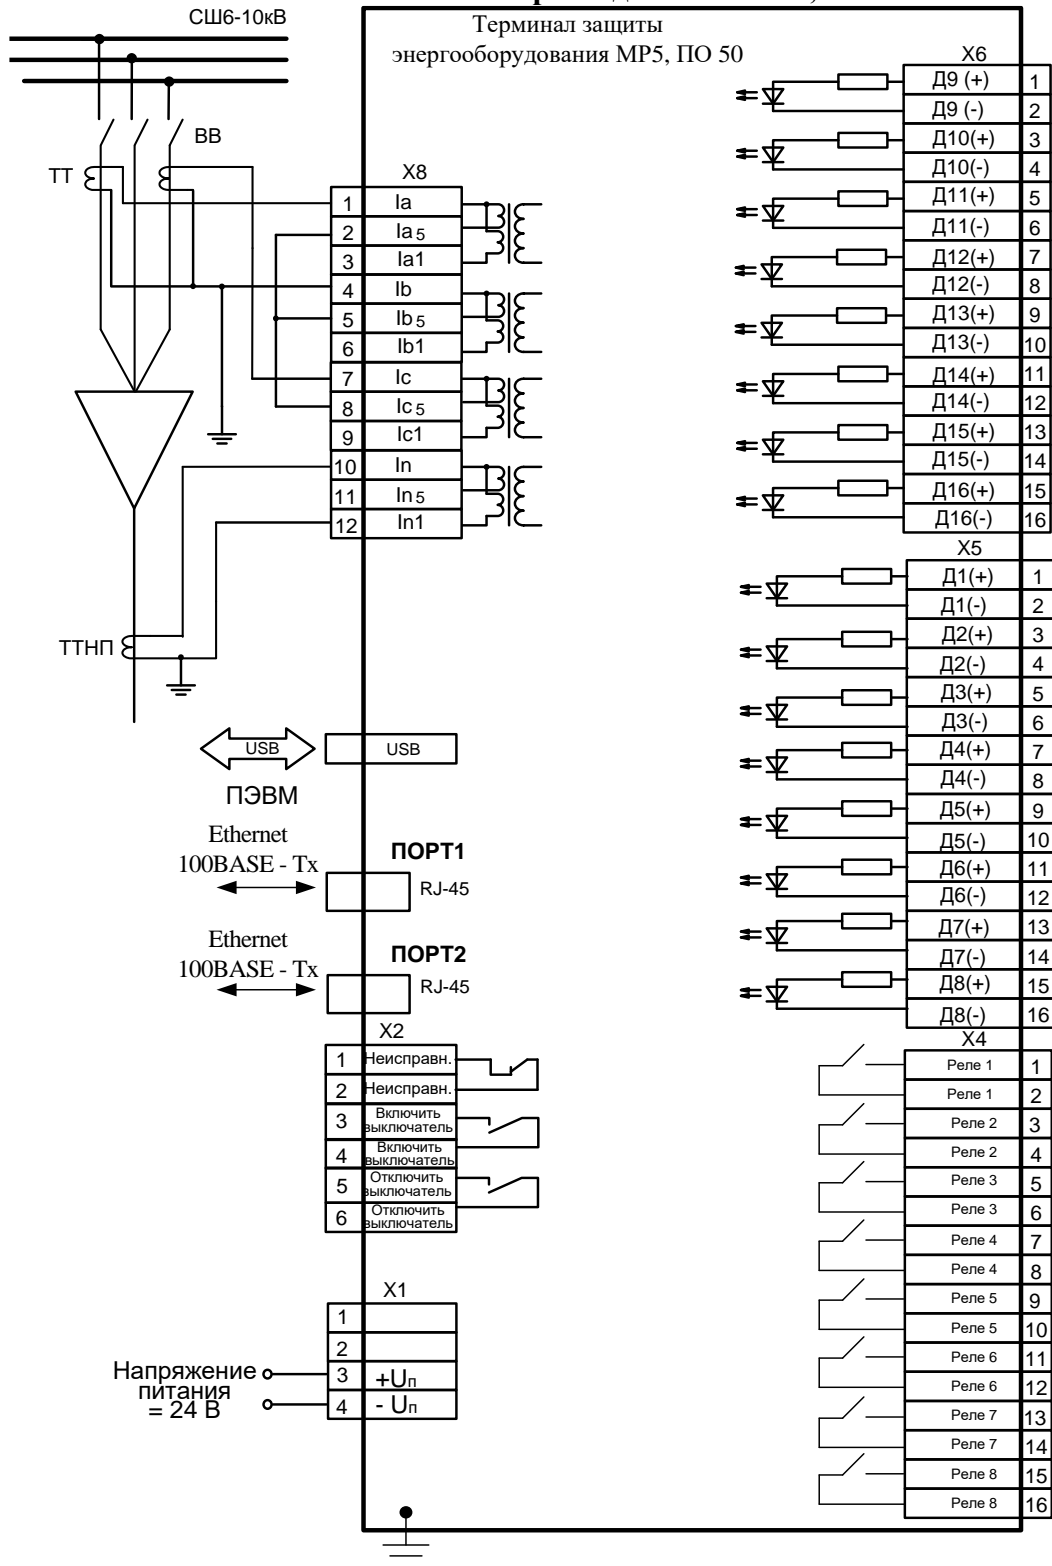 СШ6-10кВ
Терминал защиты
энергооборудования МР5, ПО 50
ВВ
ТТ
X8
1 Ia
2 Ia 5
3 Ia1
4 Ib
5 Ib 5
6 Ib1
7 Ic
8 Ic 5
9 Ic1
10 In
11 In 5
12 In1
ТТНП
USB
USB
ПЭВМ
Ethernet
100BASE - Tx
ПОРТ1
RJ-45
Ethernet
100BASE - Tx
ПОРТ2
RJ-45
X2
1 Неисправн.
2 Неисправн.
3 Включить
выключатель
4 Включить
выключатель
5 Отключить
выключатель
6 Отключить
выключатель
X1
1
2
3 +Uп
4 - Uп
Напряжение
питания
= 24 В
X6
Д9 (+) 1
Д9 (-) 2
Д10(+) 3
Д10(-) 4
Д11(+) 5
Д11(-) 6
Д12(+) 7
Д12(-) 8
Д13(+) 9
Д13(-) 10
Д14(+) 11
Д14(-) 12
Д15(+) 13
Д15(-) 14
Д16(+) 15
Д16(-) 16
X5
Д1(+) 1
Д1(-) 2
Д2(+) 3
Д2(-) 4
Д3(+) 5
Д3(-) 6
Д4(+) 7
Д4(-) 8
Д5(+) 9
Д5(-) 10
Д6(+) 11
Д6(-) 12
Д7(+) 13
Д7(-) 14
Д8(+) 15
Д8(-) 16
X4
Реле 1 1
Реле 1 2
Реле 2 3
Реле 2 4
Реле 3 5
Реле 3 6
Реле 4 7
Реле 4 8
Реле 5 9
Реле 5 10
Реле 6 11
Реле 6 12
Реле 7 13
Реле 7 14
Реле 8 15
Реле 8 16